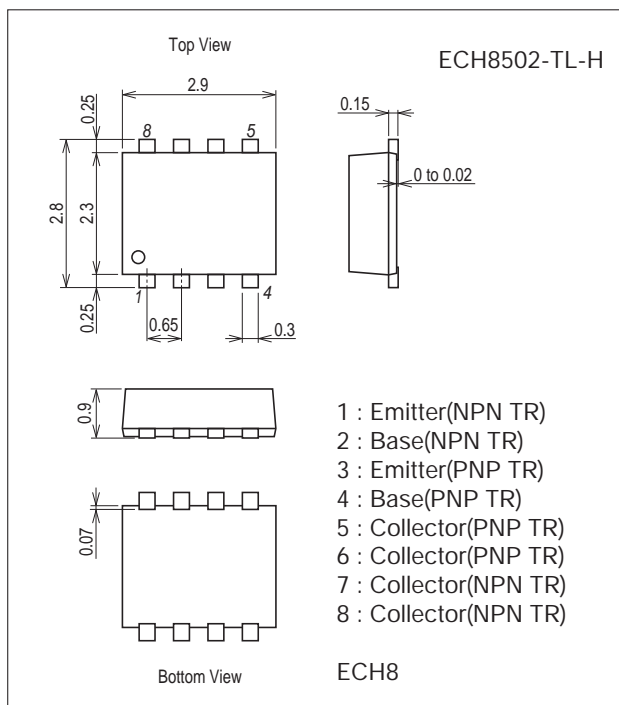 Top View
ECH8502-TL-H
2.9
0.25
0.15
8
5
0 to 0.02
2.8
2.3
1
4
0.25
0.65
0.3
0.9
1 : Emitter(NPN TR)
2 : Base(NPN TR)
3 : Emitter(PNP TR)
4 : Base(PNP TR)
5 : Collector(PNP TR)
6 : Collector(PNP TR)
7 : Collector(NPN TR)
8 : Collector(NPN TR)
0.07
Bottom View
ECH8